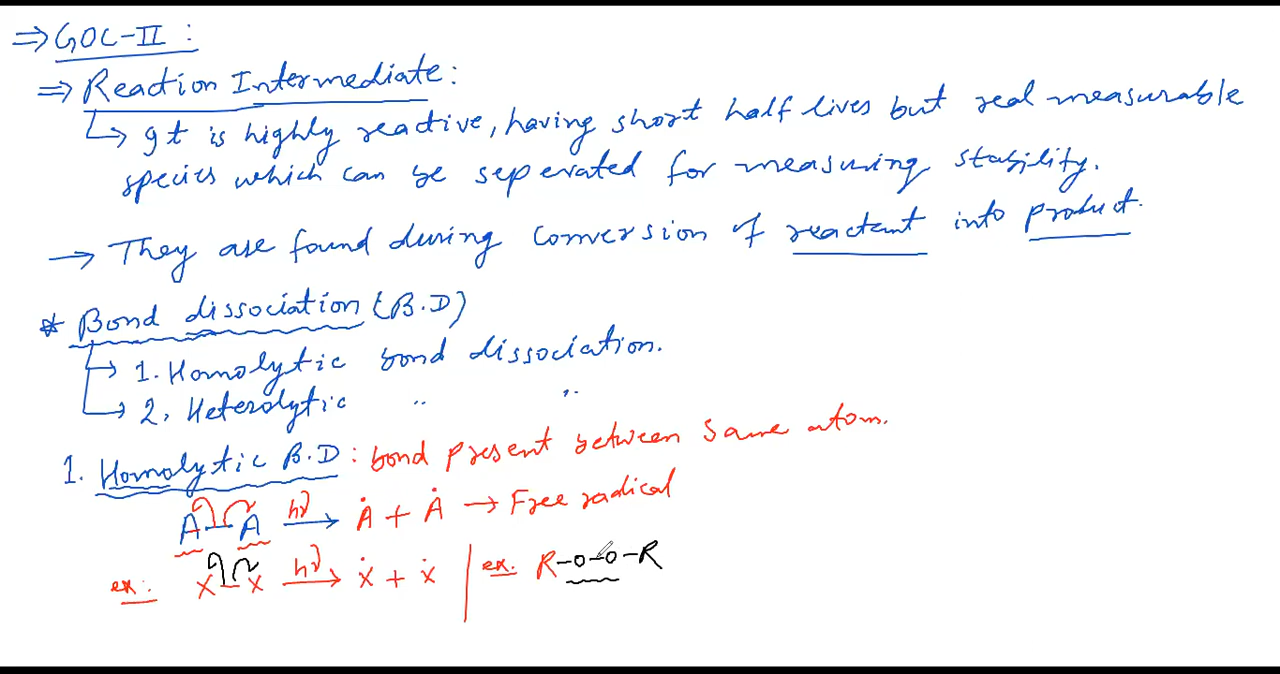 ⇒ GOC-II :
⇒ Reaction Intermediate :
↳ It is highly reactive, having short half lives but real measurable
species which can be seperated for measuring stability.
→ They are found during conversion of reactant into product.
* Bond dissociation (B.D)
→ 1. Homolytic bond dissociation.
→ 2. Heterolytic " "
1. Homolytic B.D : bond present between same atom.
A–A hν → Ȧ + Ȧ → Free radical
ex: X–X hν → Ẋ + Ẋ | ex. R–O–O–R